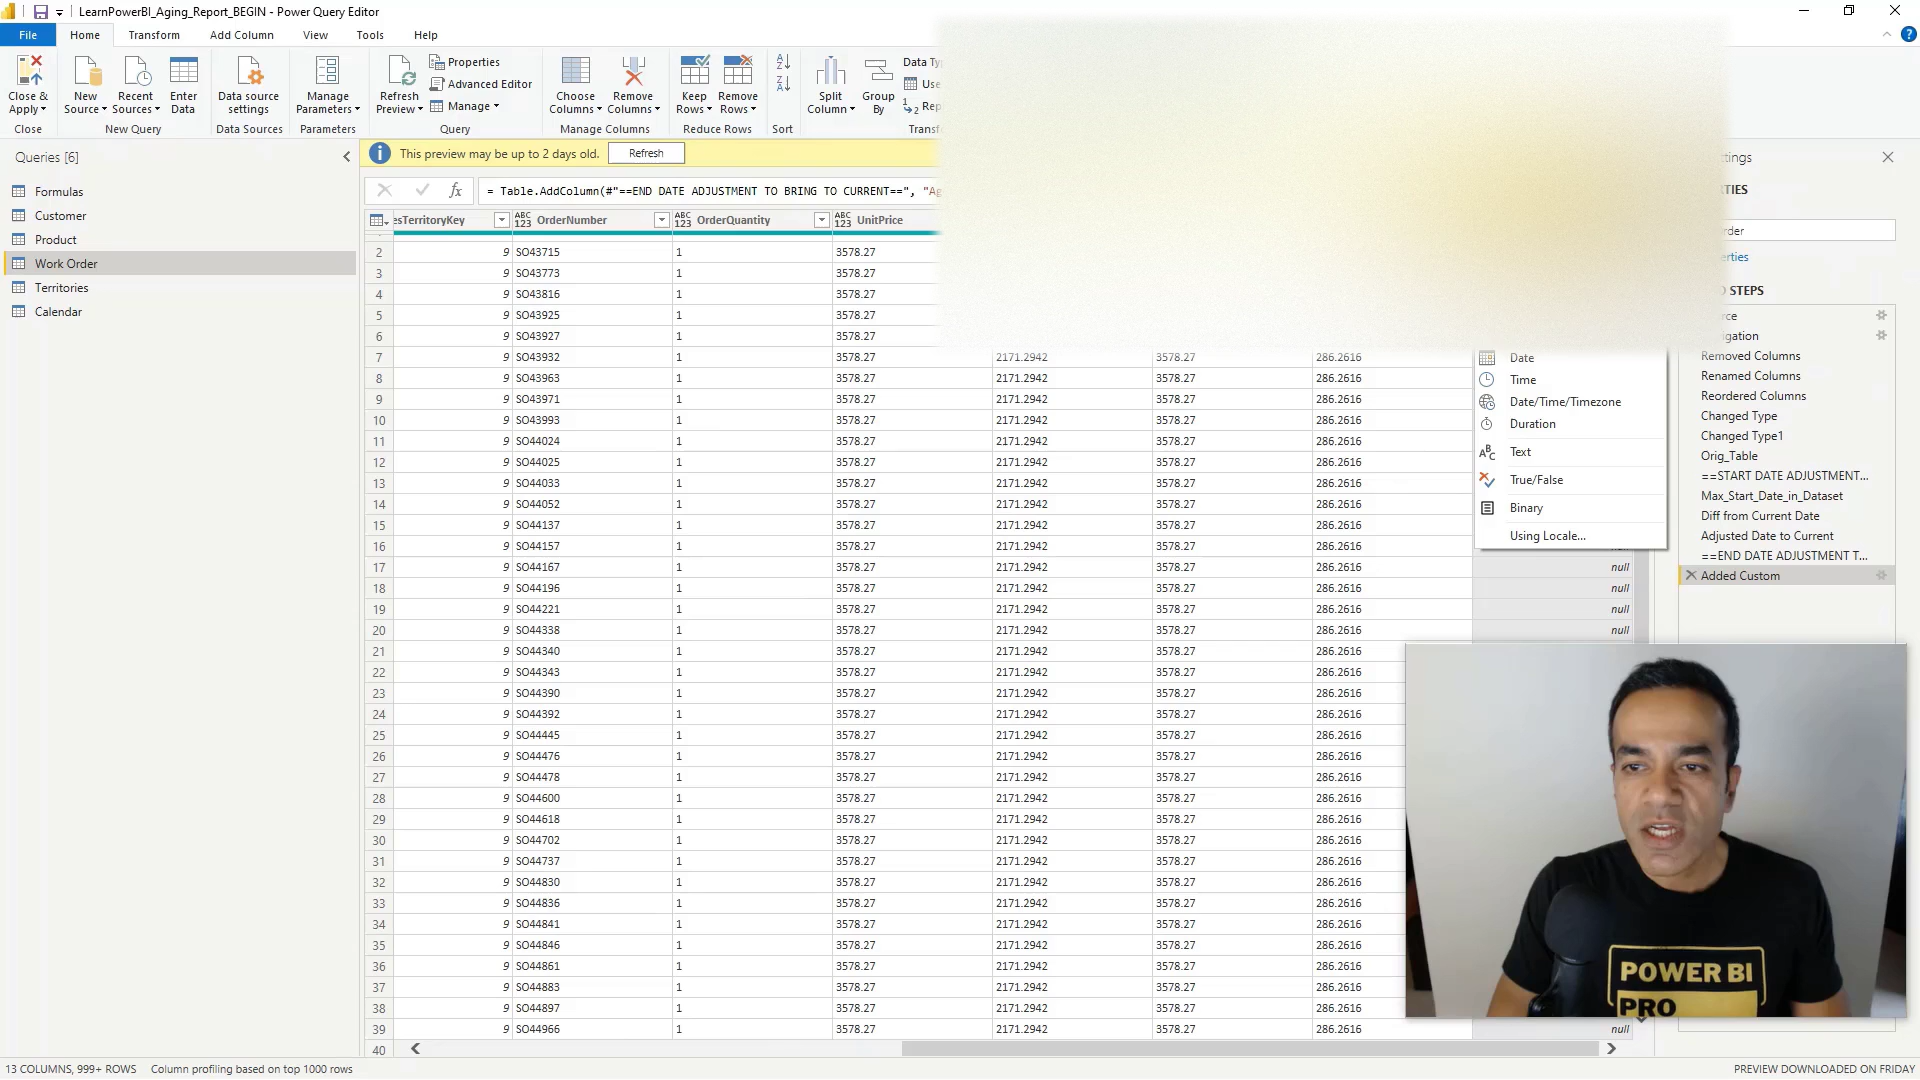 LearnPowerBI_Aging_Report_BEGIN - Power Query Editor
File Home Transform Add Column View Tools Help
Close & Apply
New Source
Recent Sources
Enter Data
Data source settings
Manage Parameters
Refresh Preview
Properties
Advanced Editor
Manage
Choose Columns
Remove Columns
Keep Rows
Remove Rows
Split Column
Group By
Close
New Query
Data Sources
Parameters
Query
Manage Columns
Reduce Rows
Sort
Queries [6]
This preview may be up to 2 days old. Refresh
Formulas
Customer
Product
Work Order
Territories
Calendar
= Table.AddColumn(#"==END DATE ADJUSTMENT TO BRING TO CURRENT==", "Ag
esTerritoryKey ABC 123 OrderNumber ABC 123 OrderQuantity ABC 123 UnitPrice
2 9 SO43715 1 3578.27
3 9 SO43773 1 3578.27
4 9 SO43816 1 3578.27
5 9 SO43925 1 3578.27
6 9 SO43927 1 3578.27
7 9 SO43932 1 3578.27 2171.2942 3578.27 286.2616
8 9 SO43963 1 3578.27 2171.2942 3578.27 286.2616
9 9 SO43971 1 3578.27 2171.2942 3578.27 286.2616
10 9 SO43993 1 3578.27 2171.2942 3578.27 286.2616
11 9 SO44024 1 3578.27 2171.2942 3578.27 286.2616
12 9 SO44025 1 3578.27 2171.2942 3578.27 286.2616
13 9 SO44033 1 3578.27 2171.2942 3578.27 286.2616
14 9 SO44052 1 3578.27 2171.2942 3578.27 286.2616
15 9 SO44137 1 3578.27 2171.2942 3578.27 286.2616
16 9 SO44157 1 3578.27 2171.2942 3578.27 286.2616
17 9 SO44167 1 3578.27 2171.2942 3578.27 286.2616 null
18 9 SO44196 1 3578.27 2171.2942 3578.27 286.2616 null
19 9 SO44221 1 3578.27 2171.2942 3578.27 286.2616 null
20 9 SO44338 1 3578.27 2171.2942 3578.27 286.2616 null
21 9 SO44340 1 3578.27 2171.2942 3578.27 286.2616
22 9 SO44343 1 3578.27 2171.2942 3578.27 286.2616
23 9 SO44390 1 3578.27 2171.2942 3578.27 286.2616
24 9 SO44392 1 3578.27 2171.2942 3578.27 286.2616
25 9 SO44445 1 3578.27 2171.2942 3578.27 286.2616
26 9 SO44476 1 3578.27 2171.2942 3578.27 286.2616
27 9 SO44478 1 3578.27 2171.2942 3578.27 286.2616
28 9 SO44600 1 3578.27 2171.2942 3578.27 286.2616
29 9 SO44618 1 3578.27 2171.2942 3578.27 286.2616
30 9 SO44702 1 3578.27 2171.2942 3578.27 286.2616
31 9 SO44737 1 3578.27 2171.2942 3578.27 286.2616
32 9 SO44830 1 3578.27 2171.2942 3578.27 286.2616
33 9 SO44836 1 3578.27 2171.2942 3578.27 286.2616
34 9 SO44841 1 3578.27 2171.2942 3578.27 286.2616
35 9 SO44846 1 3578.27 2171.2942 3578.27 286.2616
36 9 SO44861 1 3578.27 2171.2942 3578.27 286.2616
37 9 SO44883 1 3578.27 2171.2942 3578.27 286.2616
38 9 SO44897 1 3578.27 2171.2942 3578.27 286.2616
39 9 SO44966 1 3578.27 2171.2942 3578.27 286.2616 null
40
Date
Time
Date/Time/Timezone
Duration
Text
True/False
Binary
Using Locale...
STEPS
Removed Columns
Renamed Columns
Reordered Columns
Changed Type
Changed Type1
Orig_Table
==START DATE ADJUSTMENT...
Max_Start_Date_in_Dataset
Diff from Current Date
Adjusted Date to Current
==END DATE ADJUSTMENT T...
Added Custom
POWER BI
PRO
13 COLUMNS, 999+ ROWS Column profiling based on top 1000 rows PREVIEW DOWNLOADED ON FRIDAY